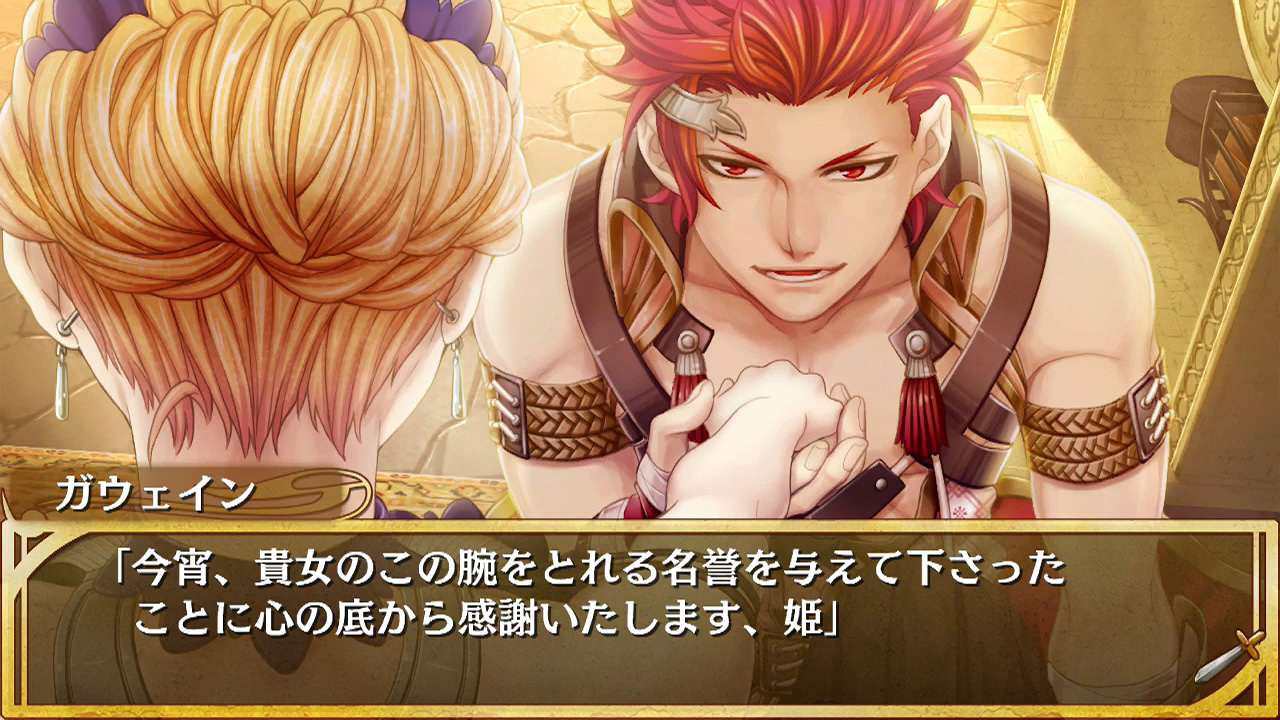 ガウェイン
「今宵、貴女のこの腕をとれる名誉を与えて下さった
ことに心の底から感謝いたします、姫」